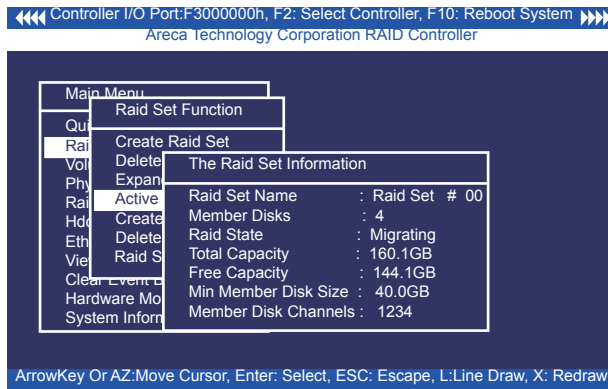 Controller I/O Port:F3000000h, F2: Select Controller, F10: Reboot System
Areca Technology Corporation RAID Controller
Main Menu
Raid Set Function
Create Raid Set
Delete
Active
Create
Delete
The Raid Set Information
Raid Set Name : Raid Set # 00
Member Disks : 4
Raid State : Migrating
Total Capacity : 160.1GB
Free Capacity : 144.1GB
Min Member Disk Size : 40.0GB
Member Disk Channels : 1234
Hardware Mo
System Inform
ArrowKey Or AZ:Move Cursor, Enter: Select, ESC: Escape, L:Line Draw, X: Redraw